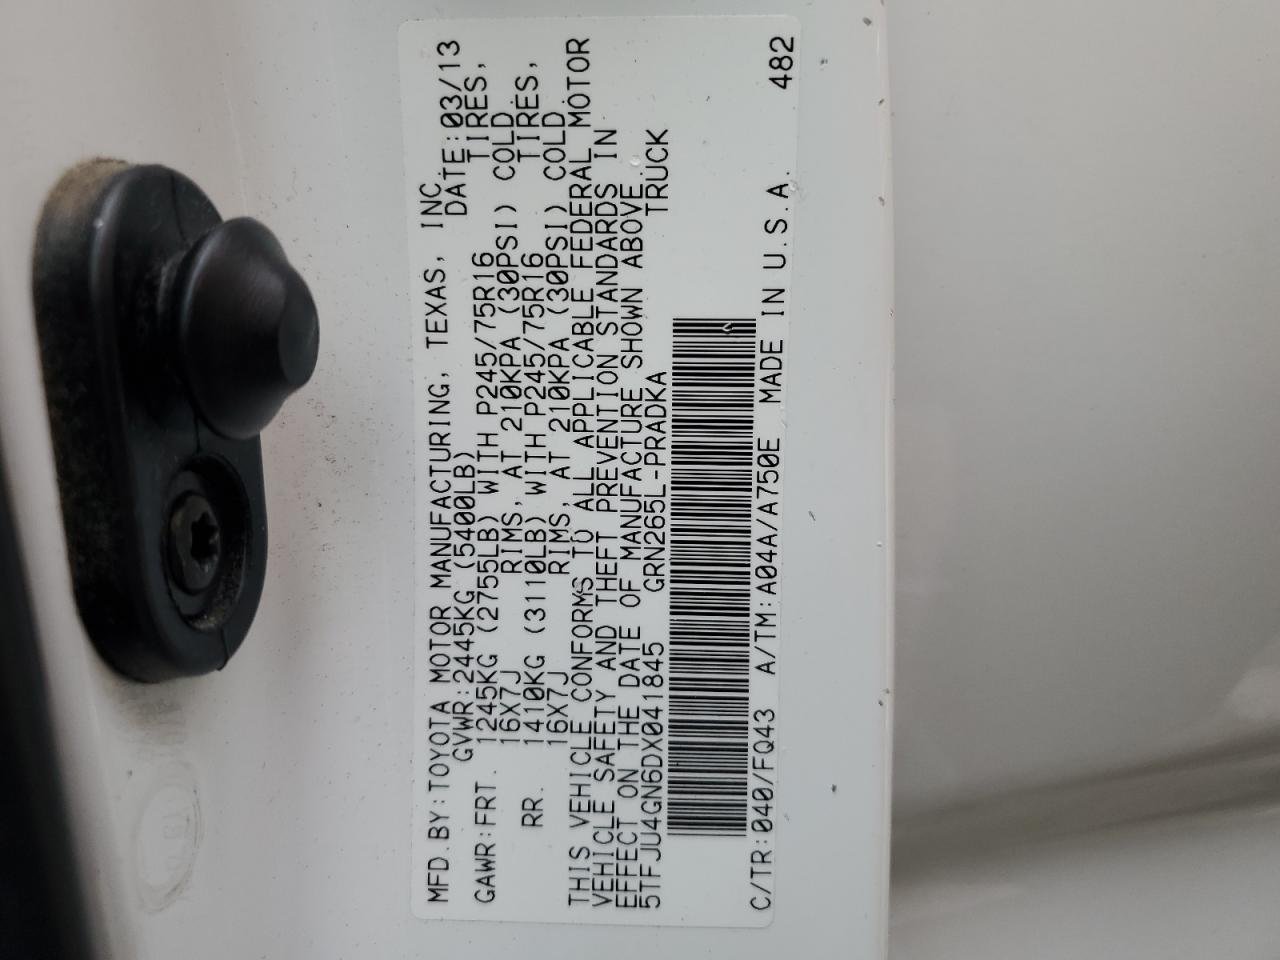 MFD.BY:TOYOTA MOTOR MANUFACTURING, TEXAS, INC.
GVWR:2445KG (5400LB) DATE:03/13
GAWR:FRT. 1245KG (2755LB) WITH P245/75R16 TIRES,
16X7J RIMS, AT 210KPA (30PSI) COLD
RR. 1410KG (3110LB) WITH P245/75R16 TIRES,
16X7J RIMS, AT 210KPA (30PSI) COLD
THIS VEHICLE CONFORMS TO ALL APPLICABLE FEDERAL MOTOR
VEHICLE SAFETY AND THEFT PREVENTION STANDARDS IN
EFFECT ON THE DATE OF MANUFACTURE SHOWN ABOVE.
5TFJU4GN6DX041845 GRN265L-PRADKA TRUCK
C/TR:040/FQ43 A/TM:A04A/A750E MADE IN U.S.A. 482